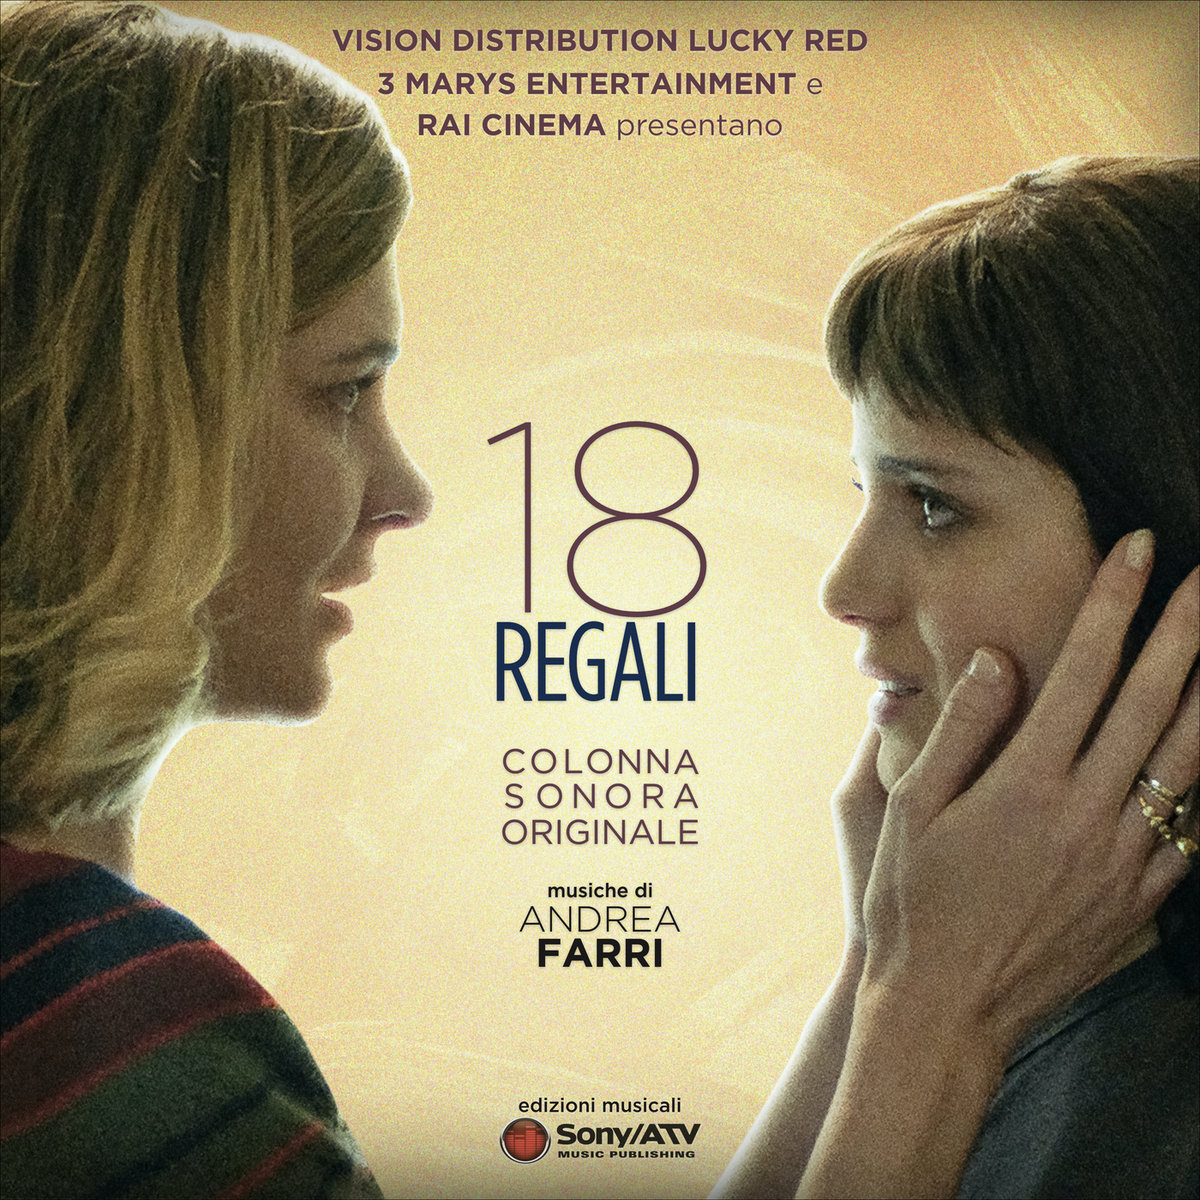 VISION DISTRIBUTION LUCKY RED
3 MARYS ENTERTAINMENT e
RAI CINEMA presentano
18
REGALI
COLONNA
SONORA
ORIGINALE
musiche di
ANDREA
FARRI
edizioni musicali
Sony/ATV
MUSIC PUBLISHING